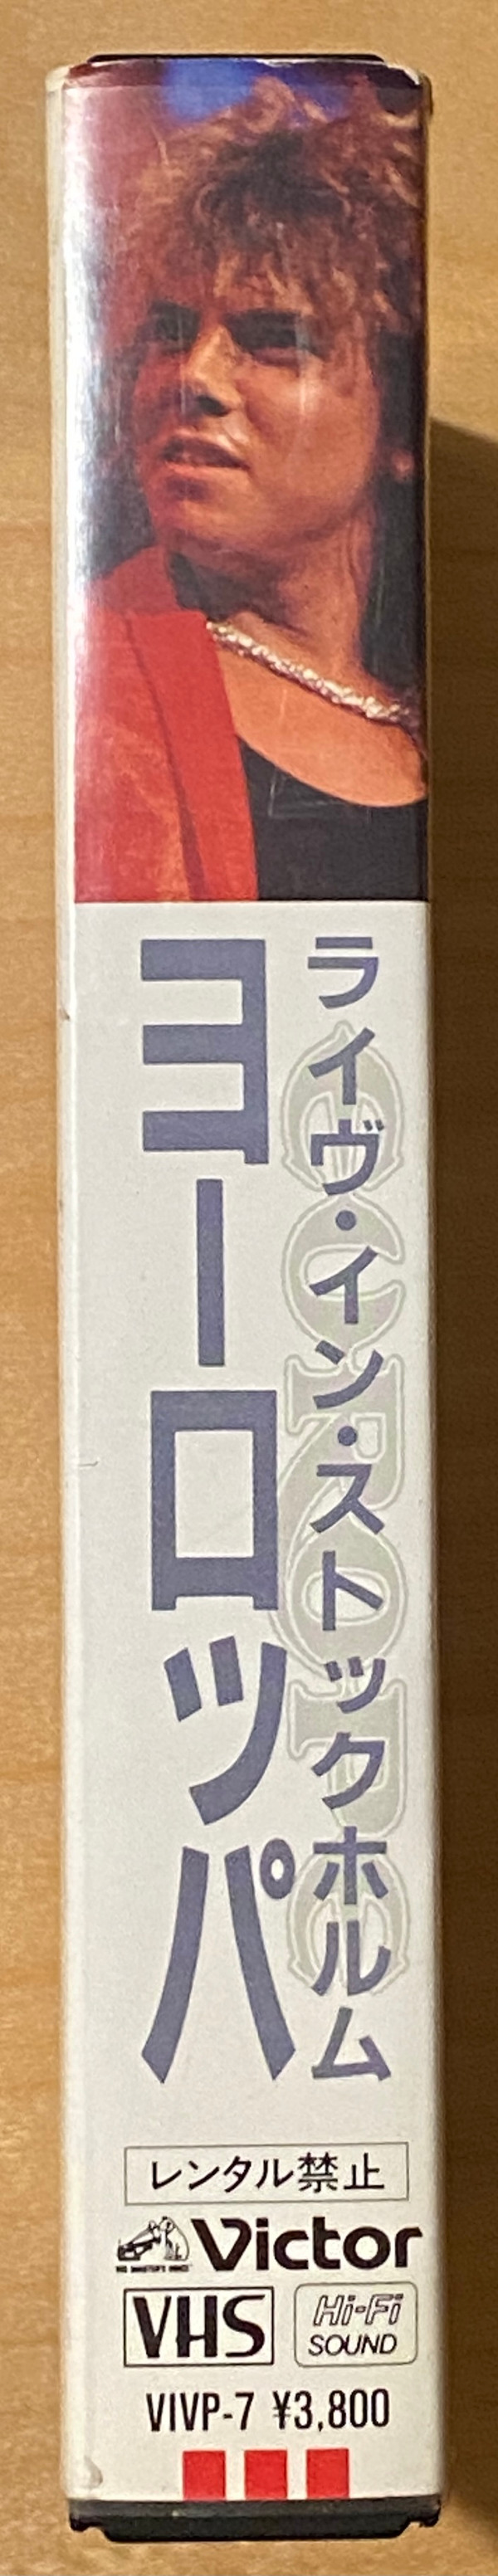 ライヴ・イン・ストックホルム
ヨーロッパ
レンタル禁止
HIS MASTER'S VOICE
Victor
VHS
Hi-Fi
SOUND
VIVP-7 ¥3,800